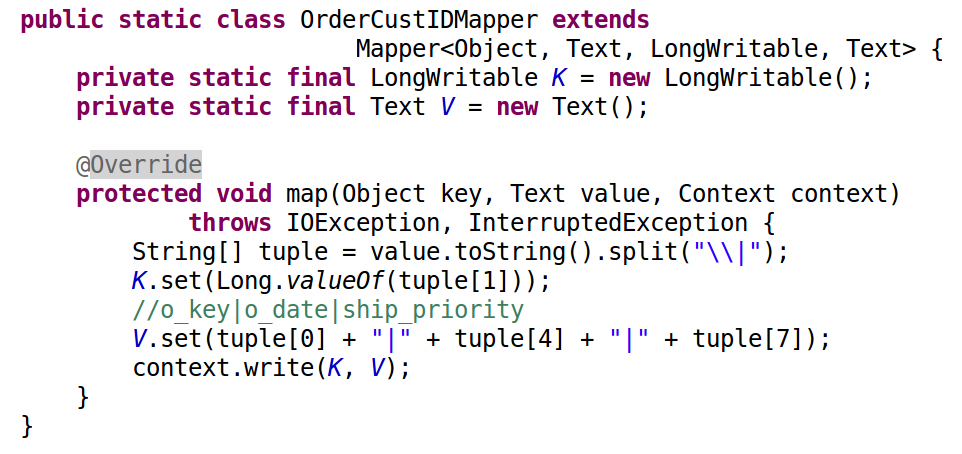 public static class OrderCustIDMapper extends
Mapper<Object, Text, LongWritable, Text> {
private static final LongWritable K = new LongWritable();
private static final Text V = new Text();
@Override
protected void map(Object key, Text value, Context context)
throws IOException, InterruptedException {
String[] tuple = value.toString().split("\\|");
K.set(Long.valueOf(tuple[1]));
//o_key|o_date|ship_priority
V.set(tuple[0] + "|" + tuple[4] + "|" + tuple[7]);
context.write(K, V);
}
}